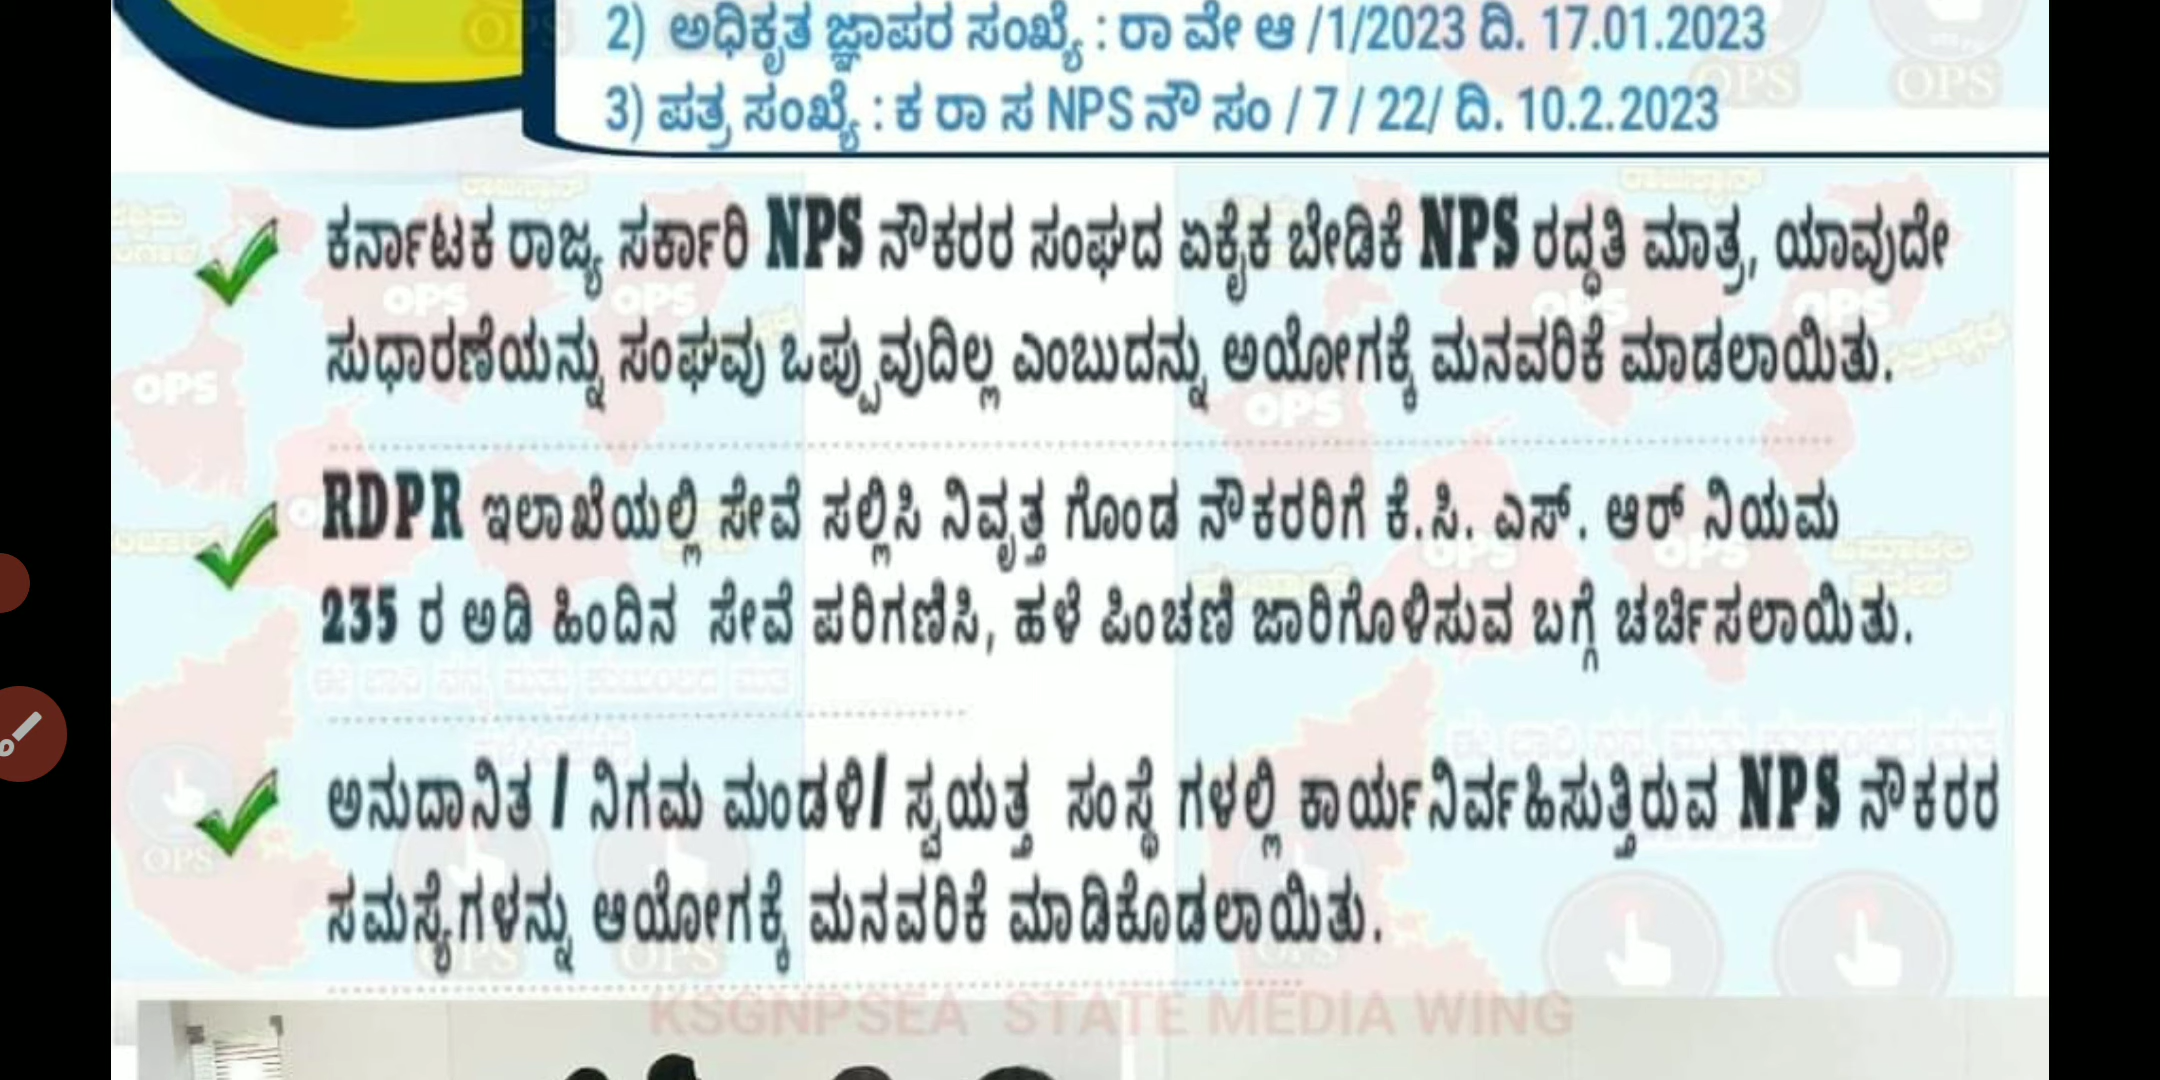 2) ಅಧಿಕೃತ ಜ್ಞಾಪರ ಸಂಖ್ಯೆ : ರಾ ವೇ ಆ /1/2023 ದಿ. 17.01.2023
3) ಪತ್ರ ಸಂಖ್ಯೆ : ಕ ರಾ ಸ NPS ನೌ ಸಂ / 7 / 22/ ದಿ. 10.2.2023
ಕರ್ನಾಟಕ ರಾಜ್ಯ ಸರ್ಕಾರಿ NPS ನೌಕರರ ಸಂಘದ ಏಕೈಕ ಬೇಡಿಕೆ NPS ರದ್ಧತಿ ಮಾತ್ರ, ಯಾವುದೇ
ಸುಧಾರಣೆಯನ್ನು ಸಂಘವು ಒಪ್ಪುವುದಿಲ್ಲ ಎಂಬುದನ್ನು ಅಯೋಗಕ್ಕೆ ಮನವರಿಕೆ ಮಾಡಲಾಯಿತು.
RDPR ಇಲಾಖೆಯಲ್ಲಿ ಸೇವೆ ಸಲ್ಲಿಸಿ ನಿವೃತ್ತ ಗೊಂಡ ನೌಕರರಿಗೆ ಕೆ.ಸಿ. ಎಸ್. ಆರ್ ನಿಯಮ
235 ರ ಅಡಿ ಹಿಂದಿನ ಸೇವೆ ಪರಿಗಣಿಸಿ, ಹಳೆ ಪಿಂಚಣಿ ಜಾರಿಗೊಳಿಸುವ ಬಗ್ಗೆ ಚರ್ಚಿಸಲಾಯಿತು.
ಅನುದಾನಿತ / ನಿಗಮ ಮಂಡಳಿ/ ಸ್ವಯತ್ತ ಸಂಸ್ಥೆ ಗಳಲ್ಲಿ ಕಾರ್ಯನಿರ್ವಹಿಸುತ್ತಿರುವ NPS ನೌಕರರ
ಸಮಸ್ಯೆಗಳನ್ನು ಆಯೋಗಕ್ಕೆ ಮನವರಿಕೆ ಮಾಡಿಕೊಡಲಾಯಿತು.
KSGNPSEA STATE MEDIA WING